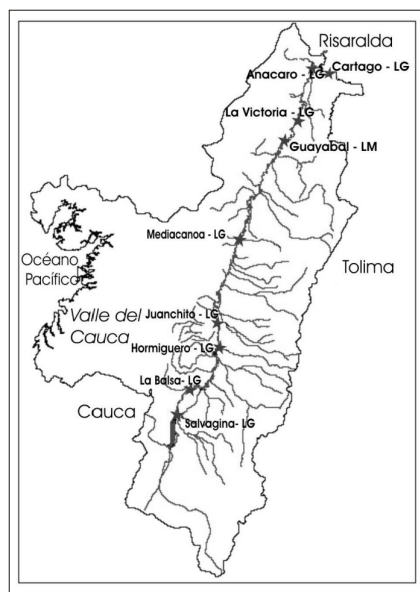 Risaralda
Cartago - LG
Anacaro - LG
La Victoria - LG
Guayabal - LM
Mediacanoa - LG
Océano
Pacífico
Tolima
Valle del
Cauca
Juanchito - LG
Hormiguero - LG
La Balsa- LG
Cauca
Salvagina- LG